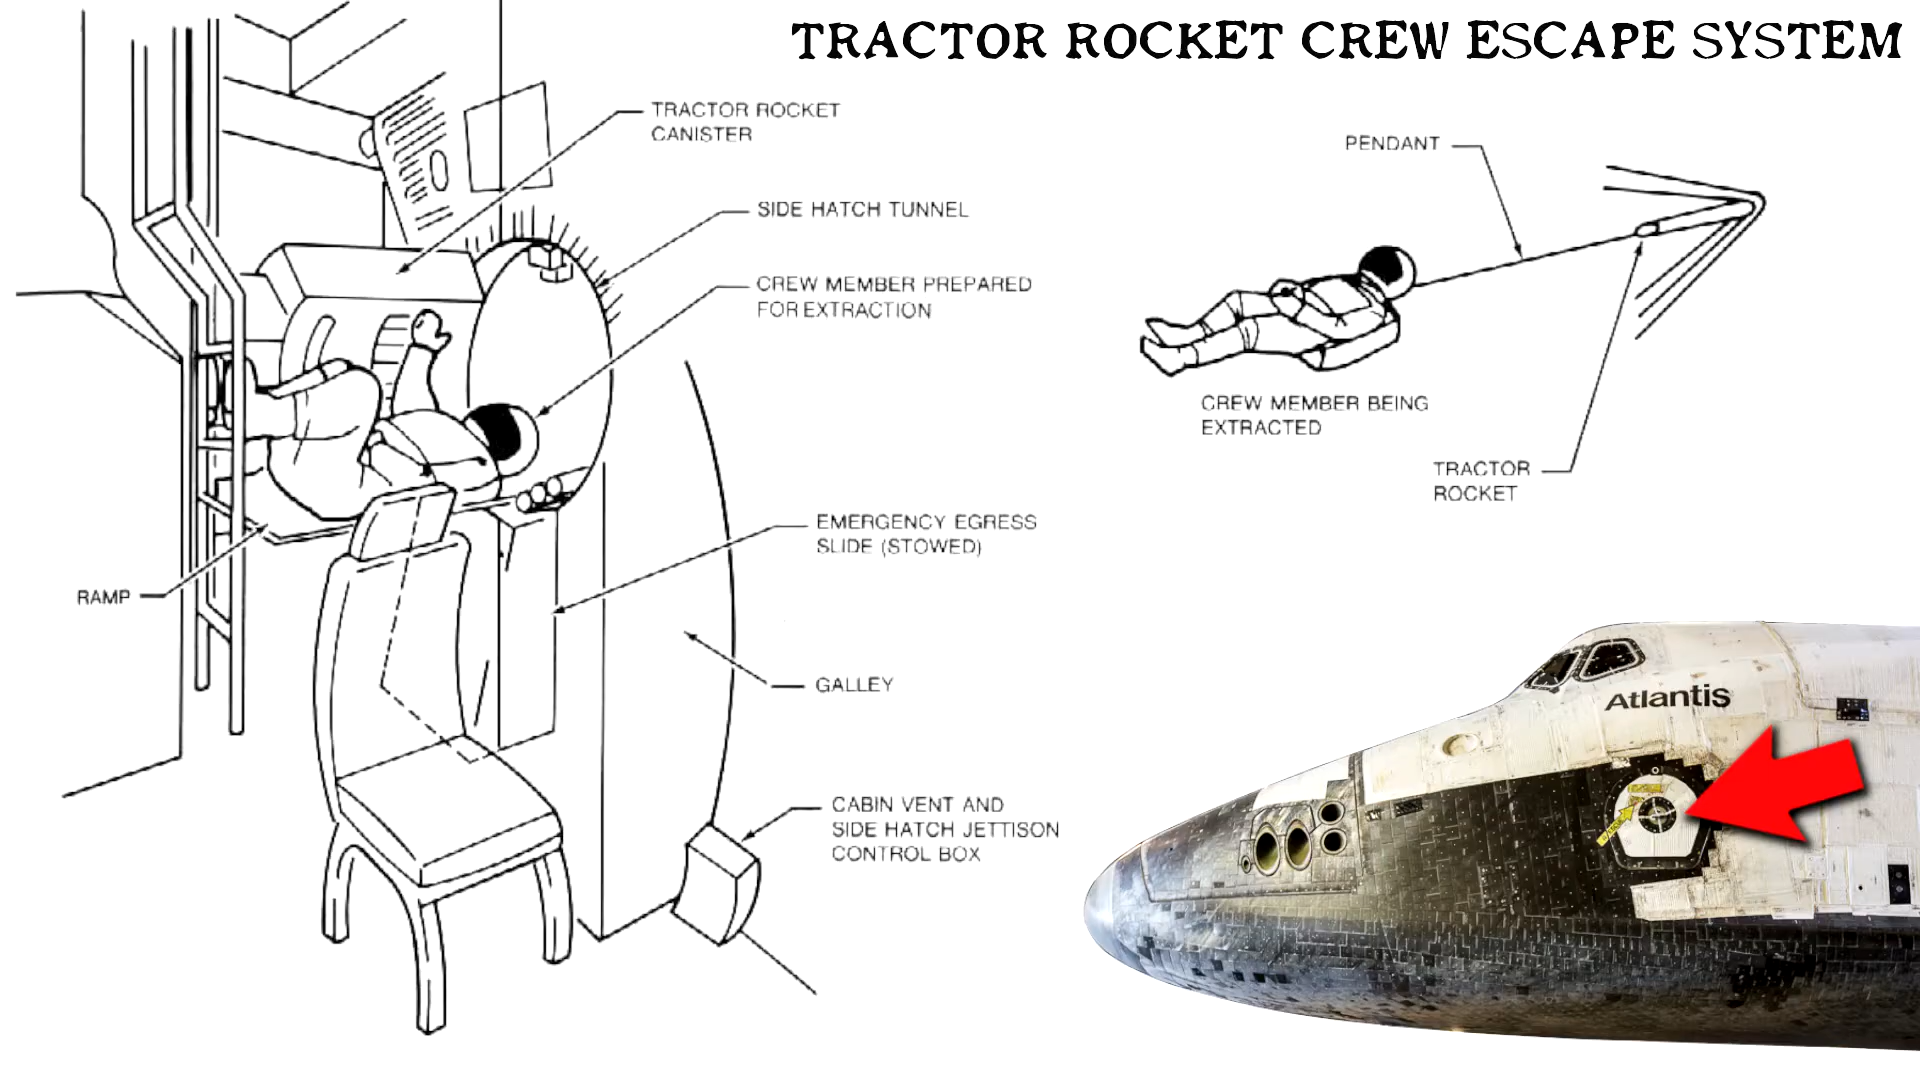 TRACTOR ROCKET CREW ESCAPE SYSTEM
TRACTOR ROCKET
CANISTER
SIDE HATCH TUNNEL
CREW MEMBER PREPARED
FOR EXTRACTION
EMERGENCY EGRESS
SLIDE (STOWED)
RAMP
GALLEY
CABIN VENT AND
SIDE HATCH JETTISON
CONTROL BOX
PENDANT
CREW MEMBER BEING
EXTRACTED
TRACTOR
ROCKET
Atlantis